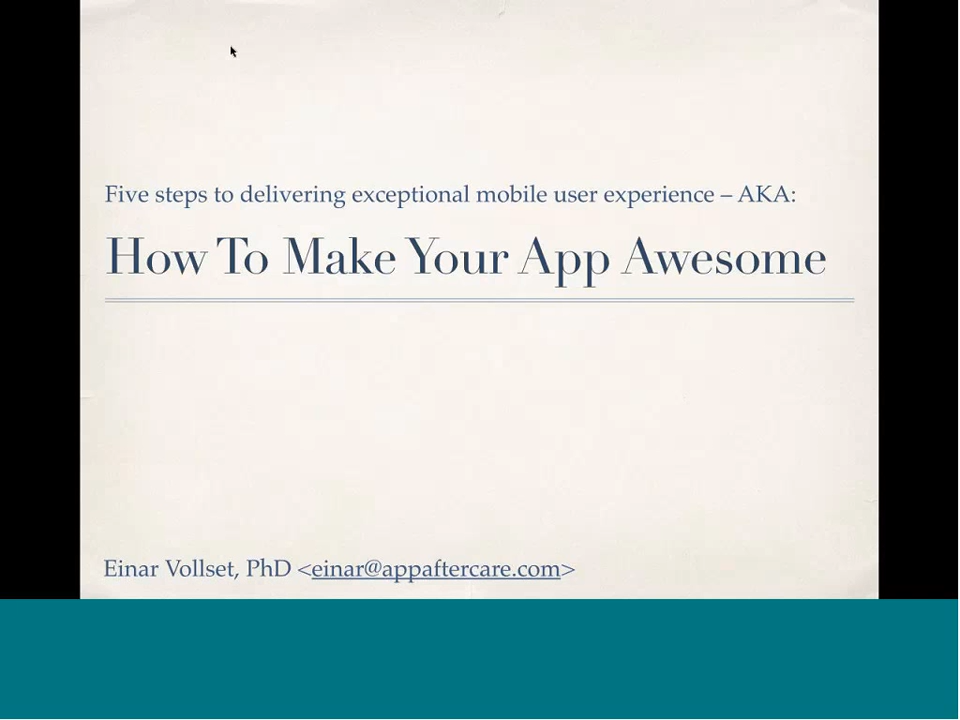 Five steps to delivering exceptional mobile user experience – AKA:
How To Make Your App Awesome
Einar Vollset, PhD <einar@appaftercare.com>